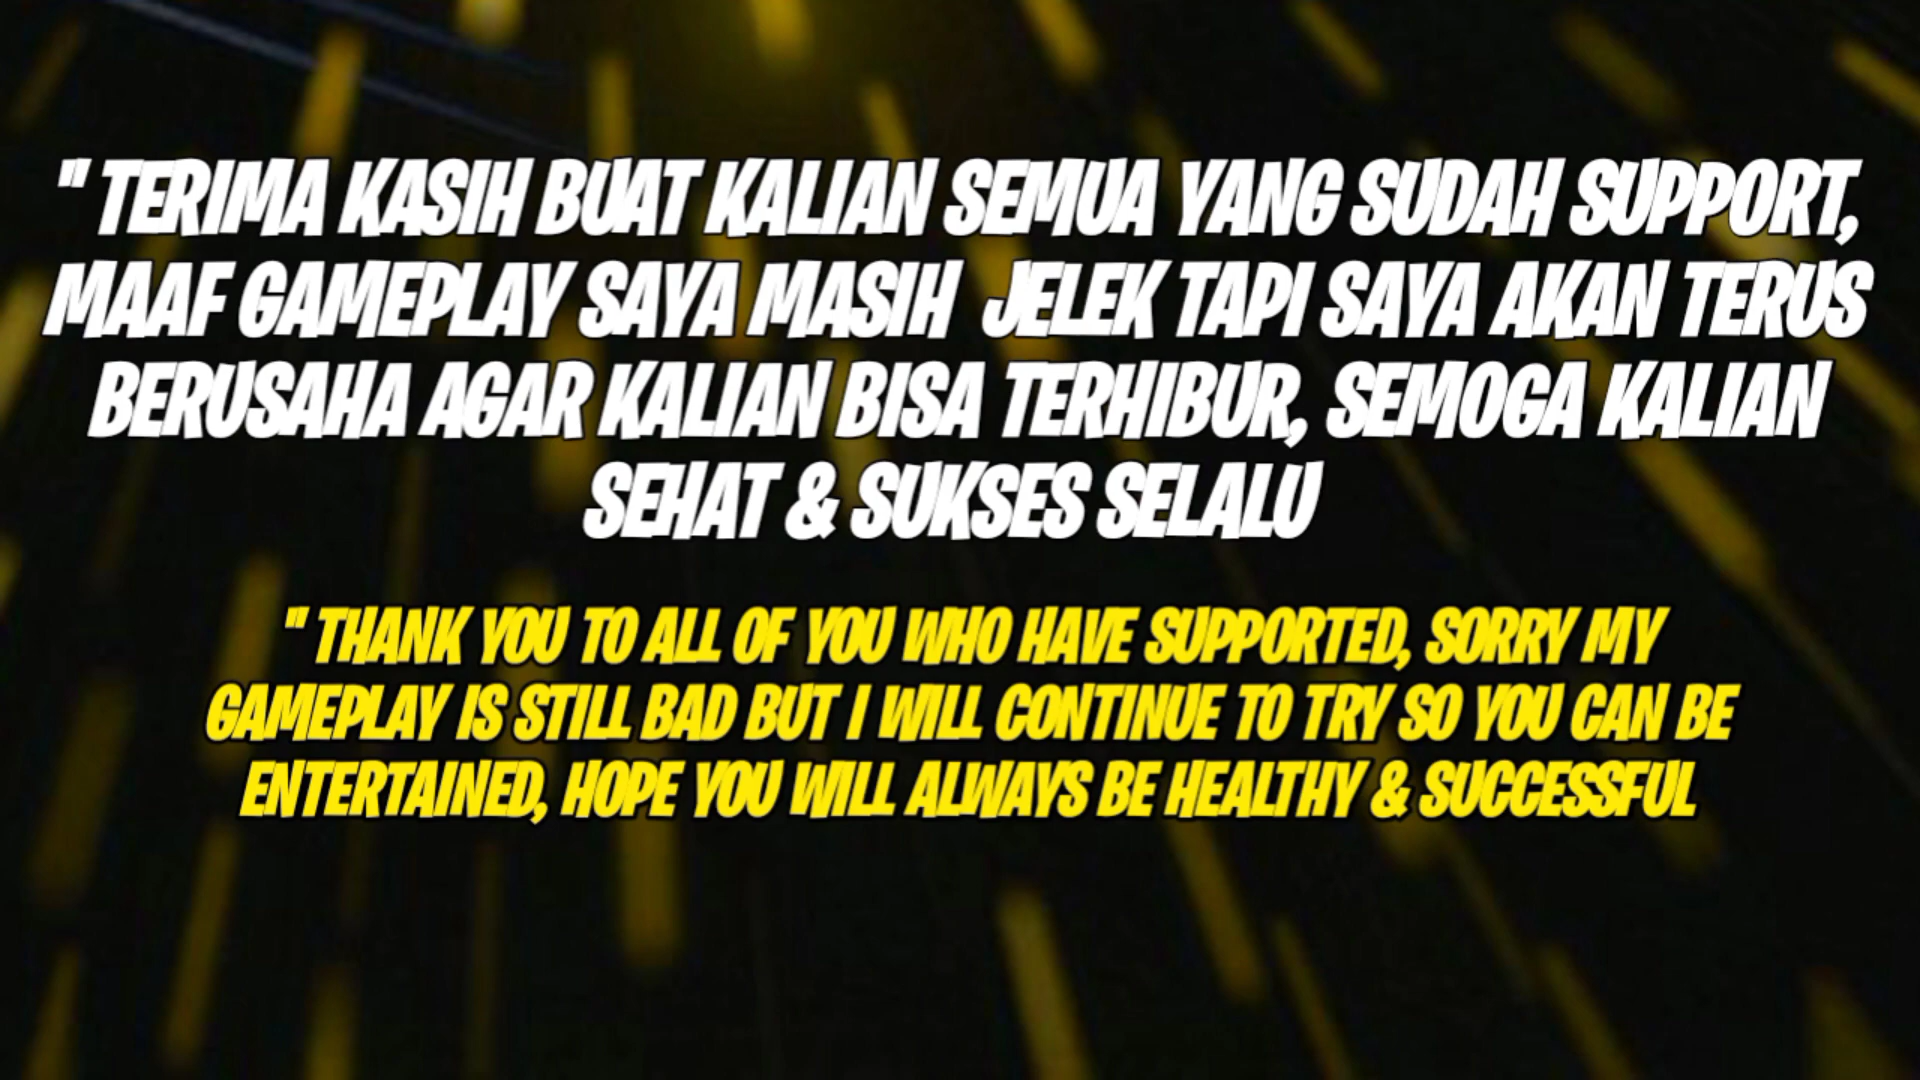 " TERIMA KASIH BUAT KALIAN SEMUA YANG SUDAH SUPPORT,
MAAF GAMEPLAY SAYA MASIH JELEK TAPI SAYA AKAN TERUS
BERUSAHA AGAR KALIAN BISA TERHIBUR, SEMOGA KALIAN
SEHAT & SUKSES SELALU
" THANK YOU TO ALL OF YOU WHO HAVE SUPPORTED, SORRY MY
GAMEPLAY IS STILL BAD BUT I WILL CONTINUE TO TRY SO YOU CAN BE
ENTERTAINED, HOPE YOU WILL ALWAYS BE HEALTHY & SUCCESSFUL